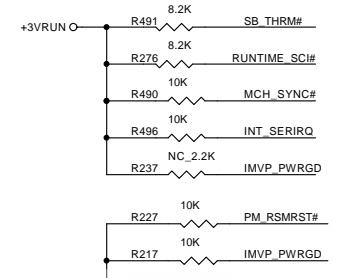 8.2K
+3VRUN R491 SB_THRM#
8.2K
R276 RUNTIME_SCI#
10K
R490 MCH_SYNC#
10K
R496 INT_SERIRQ
NC_2.2K
R237 IMVP_PWRGD
10K
R227 PM_RSMRST#
10K
R217 IMVP_PWRGD